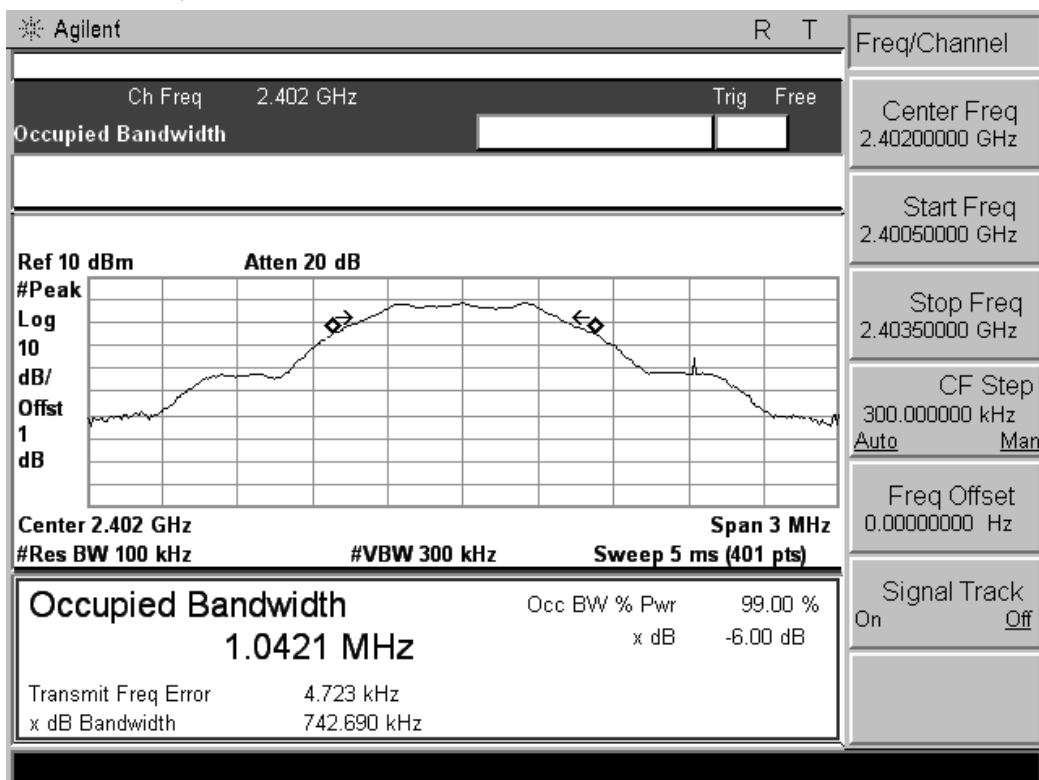 Agilent R T
Ch Freq 2.402 GHz Trig Free
Occupied Bandwidth
Ref 10 dBm Atten 20 dB
#Peak
Log
10
dB/
Offst
1
dB
Center 2.402 GHz Span 3 MHz
#Res BW 100 kHz #VBW 300 kHz Sweep 5 ms (401 pts)
Occupied Bandwidth Occ BW % Pwr 99.00 %
1.0421 MHz x dB -6.00 dB
Transmit Freq Error 4.723 kHz
x dB Bandwidth 742.690 kHz
Freq/Channel
Center Freq
2.40200000 GHz
Start Freq
2.40050000 GHz
Stop Freq
2.40350000 GHz
CF Step
300.000000 kHz
Auto Man
Freq Offset
0.00000000 Hz
Signal Track
On Off